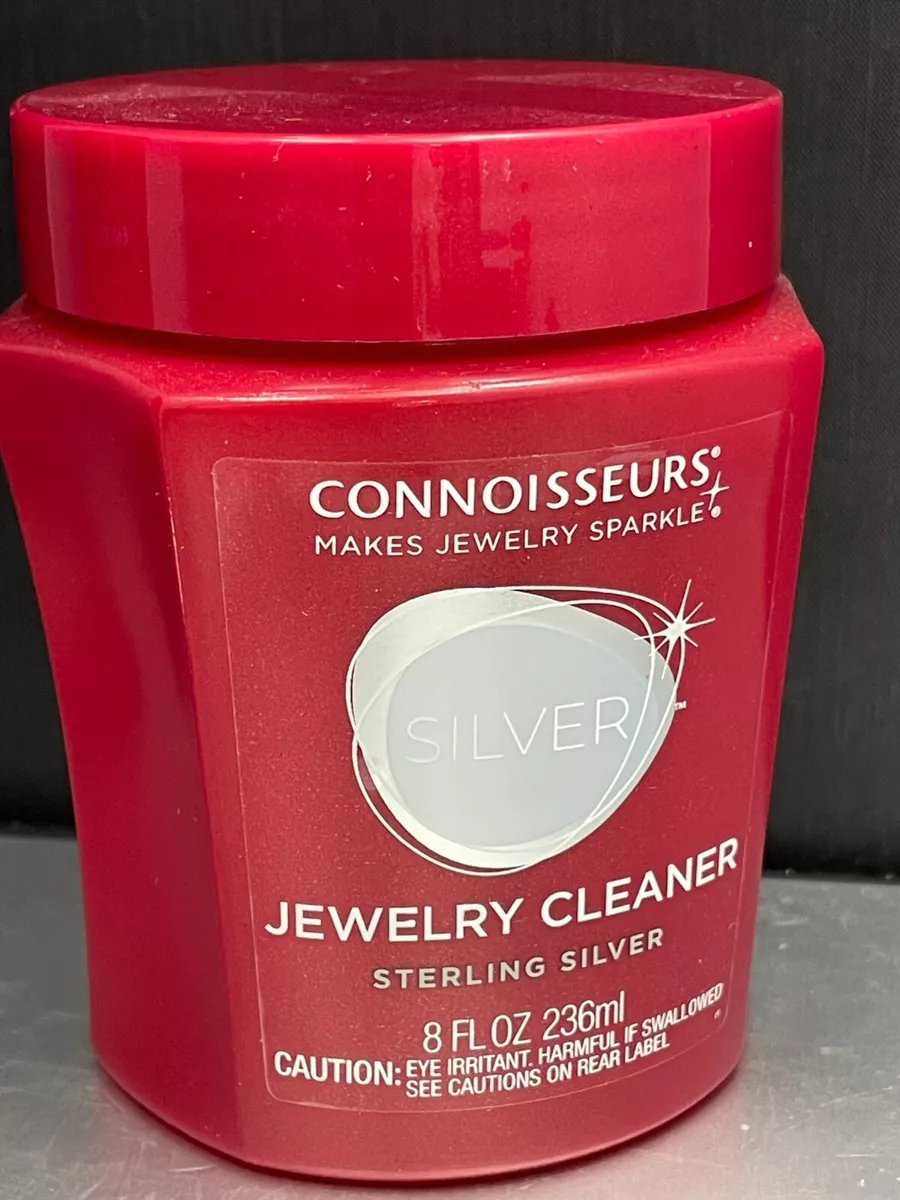 CONNOISSEURS®
MAKES JEWELRY SPARKLE®
SILVER™
JEWELRY CLEANER
STERLING SILVER
8 FL OZ 236ml
CAUTION: EYE IRRITANT. HARMFUL IF SWALLOWED
SEE CAUTIONS ON REAR LABEL